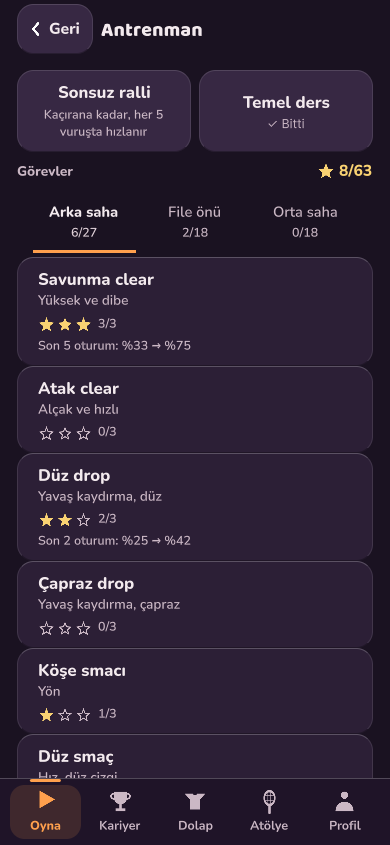 Geri
Antrenman
Sonsuz ralli
Kaçırana kadar, her 5
vuruşta hızlanır
Temel ders
✓ Bitti
Görevler
8/63
Arka saha
6/27
File önü
2/18
Orta saha
0/18
Savunma clear
Yüksek ve dibe
3/3
Son 5 oturum: %33 → %75
Atak clear
Alçak ve hızlı
0/3
Düz drop
Yavaş kaydırma, düz
2/3
Son 2 oturum: %25 → %42
Çapraz drop
Yavaş kaydırma, çapraz
0/3
Köşe smacı
Yön
1/3
Düz smaç
Hız, düz çizgi
Oyna
Kariyer
Dolap
Atölye
Profil